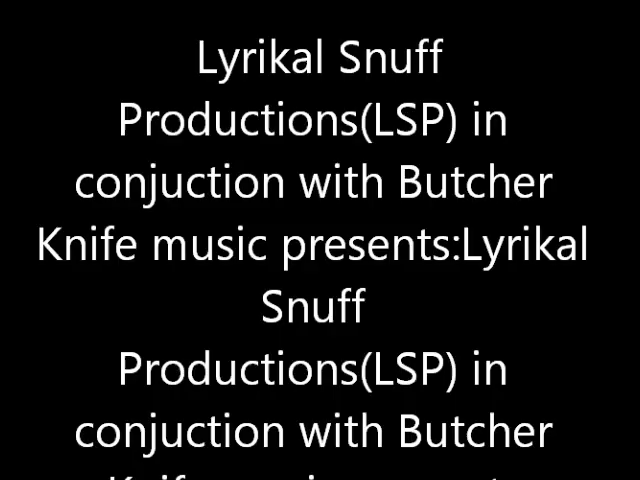 Lyrikal Snuff
Productions(LSP) in
conjuction with Butcher
Knife music presents:Lyrikal
Snuff
Productions(LSP) in
conjuction with Butcher